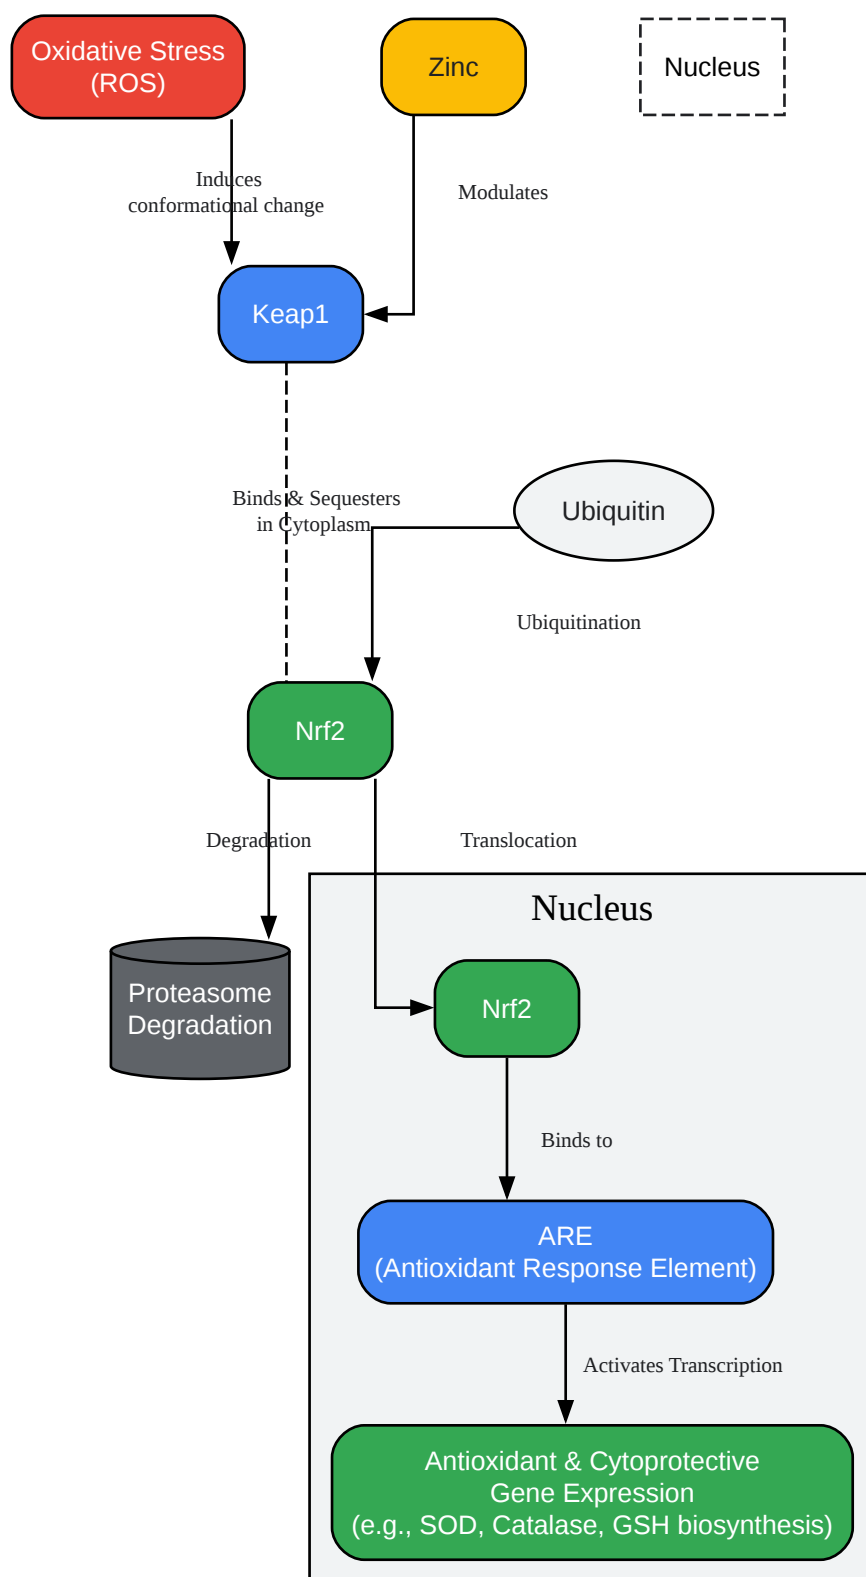 Oxidative Stress
(ROS)
Zinc
Nucleus
Induces
conformational change
Modulates
Keap1
Binds & Sequesters
in Cytoplasm
Ubiquitin
Ubiquitination
Nrf2
Degradation
Translocation
Nucleus
Proteasome
Degradation
Nrf2
Binds to
ARE
(Antioxidant Response Element)
Activates Transcription
Antioxidant & Cytoprotective
Gene Expression
(e.g., SOD, Catalase, GSH biosynthesis)